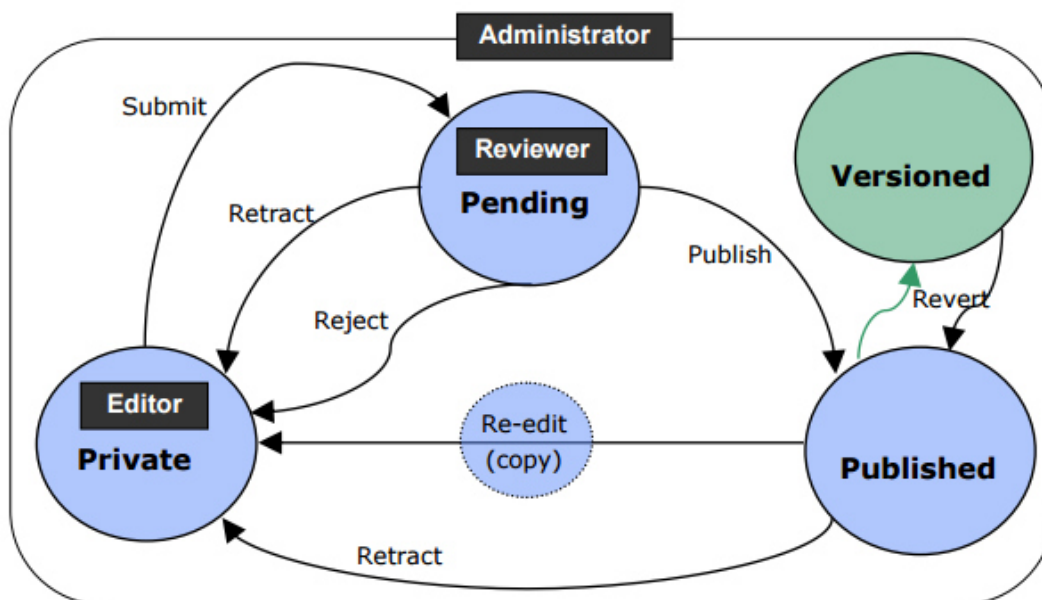 Administrator
Submit
Reviewer
Pending
Versioned
Retract
Publish
Revert
Reject
Editor
Private
Re-edit
(copy)
Published
Retract